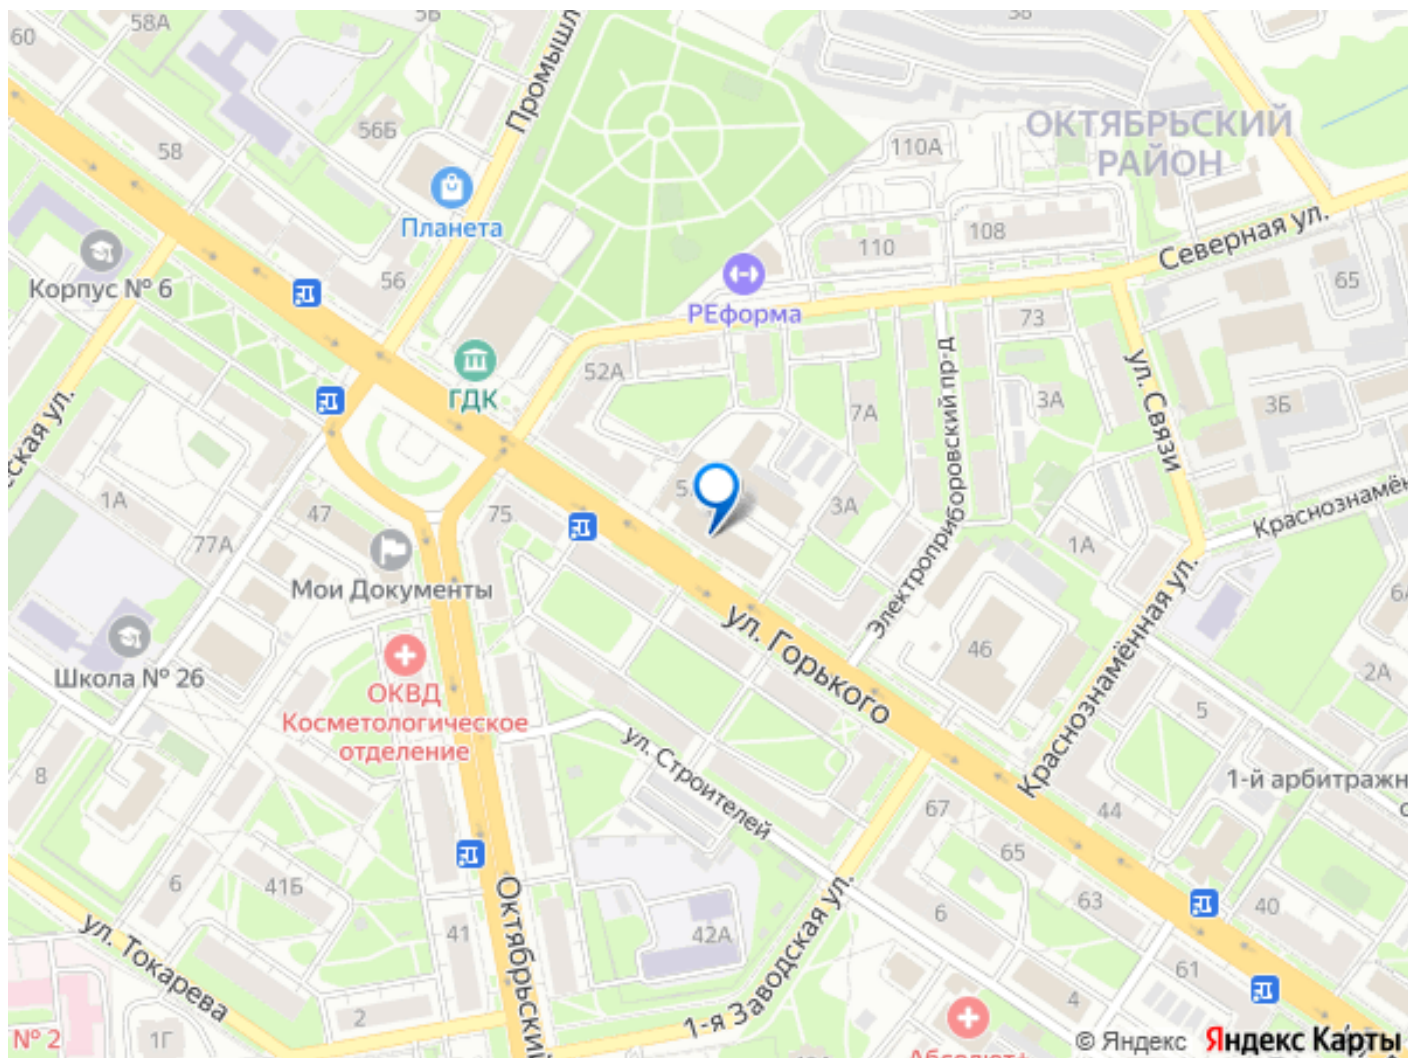 60
58А
5Б
Промышл
38
ОКТЯБРЬСКИЙ
РАЙОН
56Б
58
110А
Планета
Северная ул.
110
108
Корпус № 6
56
РЕформа
73
65
ГДК
52А
7А
3А
3Б
ул. Связи
Электроприборовский пр-д
1А
47
75
3А
77А
Мои Документы
1А
Краснознамён
ул. Горького
46
6А
Школа № 26
ОКВД
Косметологическое
отделение
2А
5
Краснознамённая ул.
ул. Строителей
8
1-й арбитражн
67
44
65
6
41Б
Октябрьский
41
42А
6
63
40
ул. Токарева
1-я Заводская ул.
61
2
4
№ 2
1Г
Абсолют+
© Яндекс Яндекс Карты